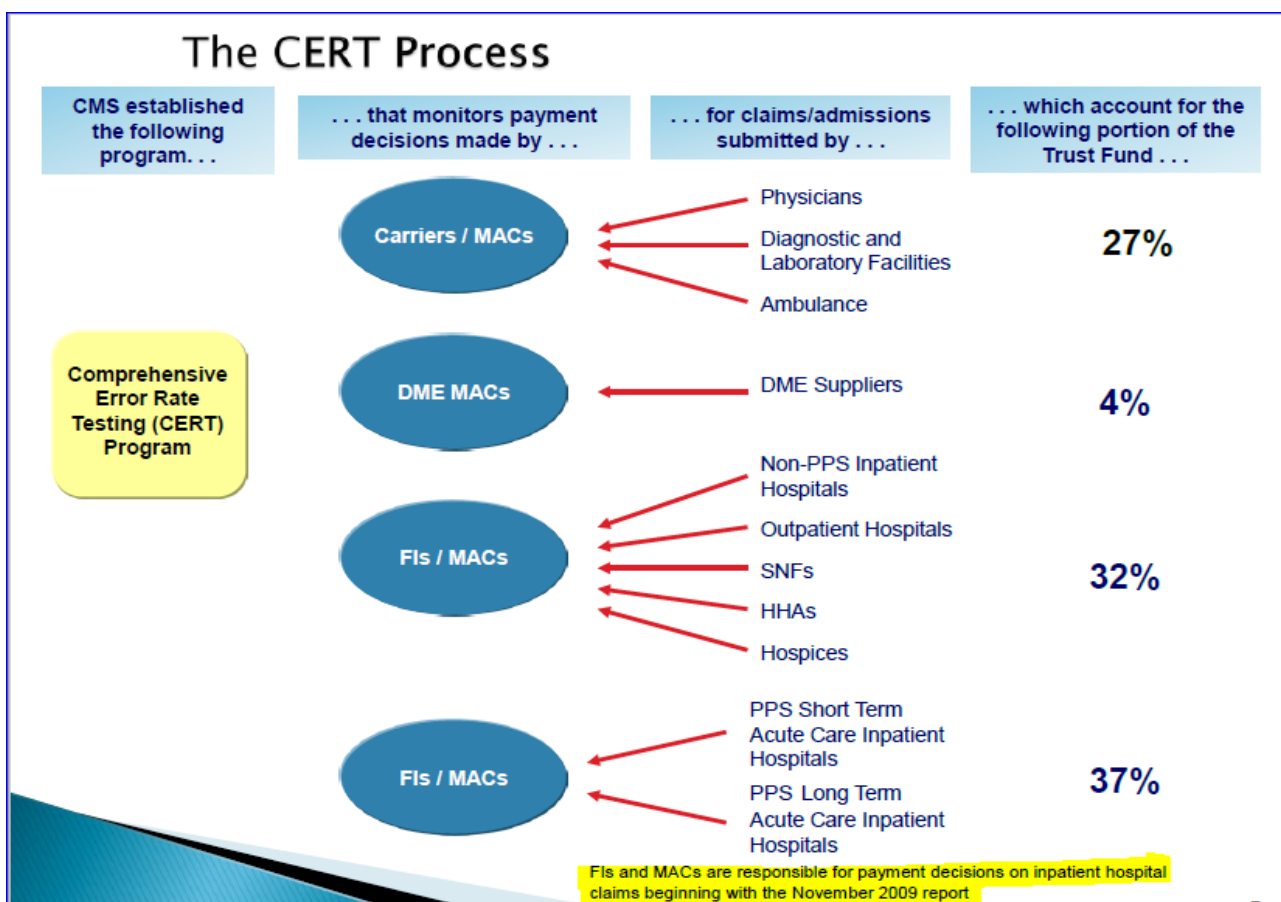 The CERT Process
CMS established
the following
program. . .
. . . that monitors payment
decisions made by . . .
. . . for claims/admissions
submitted by . . .
. . . which account for the
following portion of the
Trust Fund . . .
Carriers / MACs
Physicians
Diagnostic and
Laboratory Facilities
Ambulance
27%
Comprehensive
Error Rate
Testing (CERT)
Program
DME MACs
DME Suppliers
4%
FIs / MACs
Non-PPS Inpatient
Hospitals
Outpatient Hospitals
SNFs
HHAs
Hospices
32%
FIs / MACs
PPS Short Term
Acute Care Inpatient
Hospitals
PPS Long Term
Acute Care Inpatient
Hospitals
37%
FIs and MACs are responsible for payment decisions on inpatient hospital
claims beginning with the November 2009 report